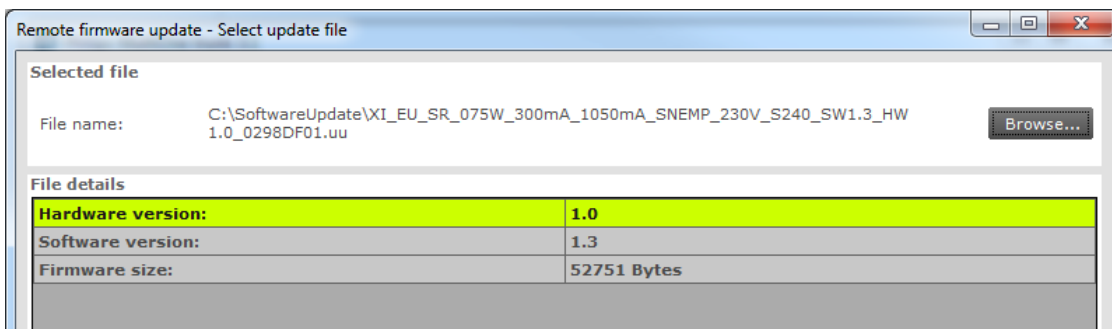 Remote firmware update - Select update file
Selected file
File name:
C:\SoftwareUpdate\XI_EU_SR_075W_300mA_1050mA_SNEMP_230V_S240_SW1.3_HW
1.0_0298DF01.uu
Browse...
File details
Hardware version: 1.0
Software version: 1.3
Firmware size: 52751 Bytes